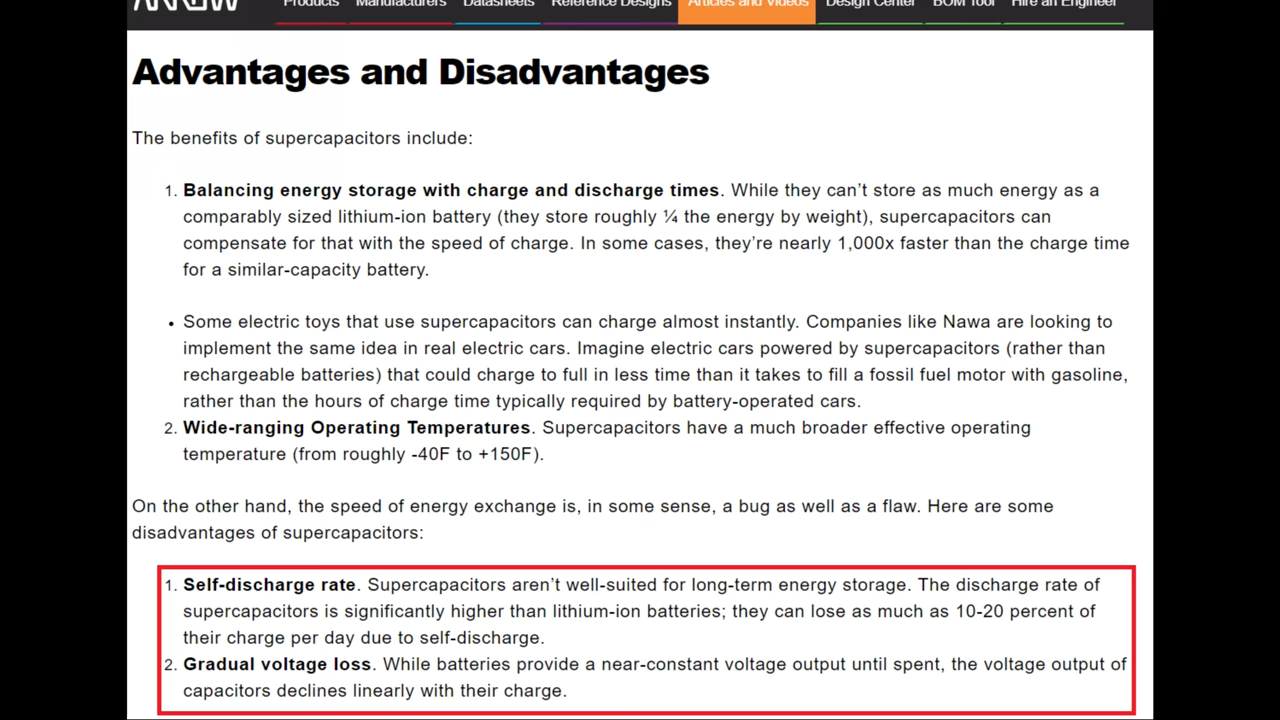 ARROW
Products Manufacturers Datasheets Reference Designs Articles and Videos Design Center BOM Tool Hire an Engineer
Advantages and Disadvantages
The benefits of supercapacitors include:
1. Balancing energy storage with charge and discharge times. While they can’t store as much energy as a
comparably sized lithium-ion battery (they store roughly ¼ the energy by weight), supercapacitors can
compensate for that with the speed of charge. In some cases, they’re nearly 1,000x faster than the charge time
for a similar-capacity battery.
• Some electric toys that use supercapacitors can charge almost instantly. Companies like Nawa are looking to
implement the same idea in real electric cars. Imagine electric cars powered by supercapacitors (rather than
rechargeable batteries) that could charge to full in less time than it takes to fill a fossil fuel motor with gasoline,
rather than the hours of charge time typically required by battery-operated cars.
2. Wide-ranging Operating Temperatures. Supercapacitors have a much broader effective operating
temperature (from roughly -40F to +150F).
On the other hand, the speed of energy exchange is, in some sense, a bug as well as a flaw. Here are some
disadvantages of supercapacitors:
1. Self-discharge rate. Supercapacitors aren’t well-suited for long-term energy storage. The discharge rate of
supercapacitors is significantly higher than lithium-ion batteries; they can lose as much as 10-20 percent of
their charge per day due to self-discharge.
2. Gradual voltage loss. While batteries provide a near-constant voltage output until spent, the voltage output of
capacitors declines linearly with their charge.